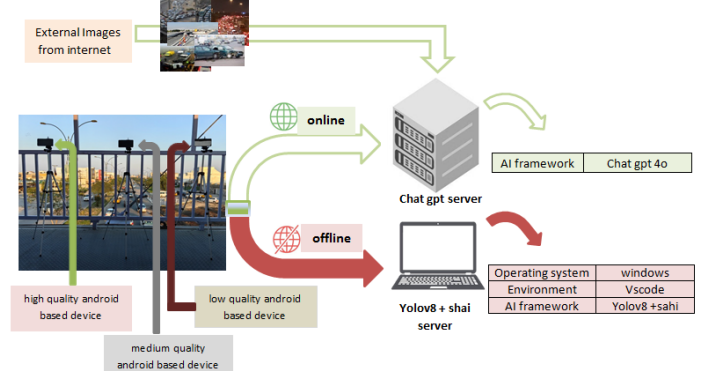 External Images
from internet
online
Chat gpt server
AI framework Chat gpt 4o
offline
Yolov8 + shai
server
Operating system windows
Environment Vscode
AI framework Yolov8 +sahi
high quality android
based device
low quality android
based device
medium quality
android based device